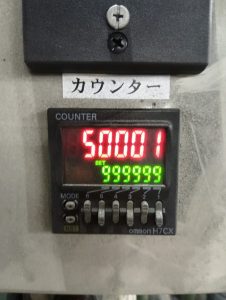 カウンター
COUNTER
50001
SET
999999
MODE
omron H7CX